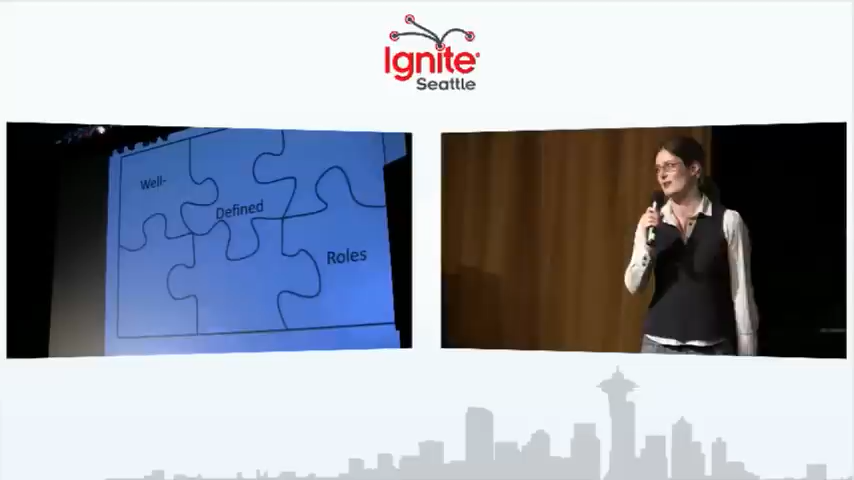 Ignite
Seattle
Well-
Defined
Roles